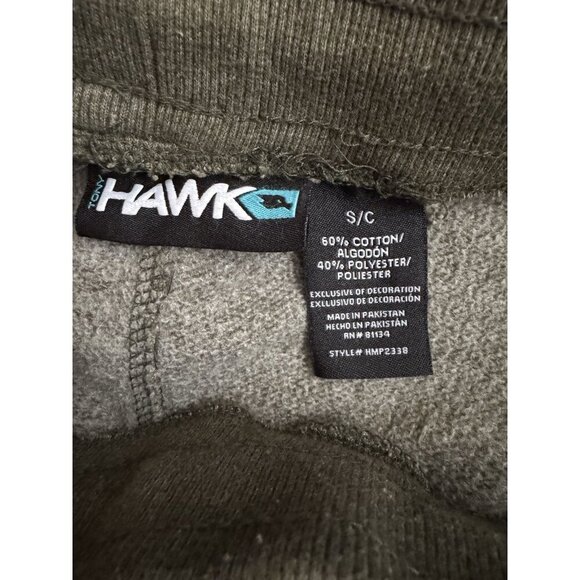 TONY
HAWK
S/C
60% COTTON/
ALGODÓN
40% POLYESTER/
POLIESTER
EXCLUSIVE OF DECORATION
EXCLUSIVO DE DECORACIÓN
MADE IN PAKISTAN
HECHO EN PAKISTÁN
RN# 81134
STYLE# HMP2338